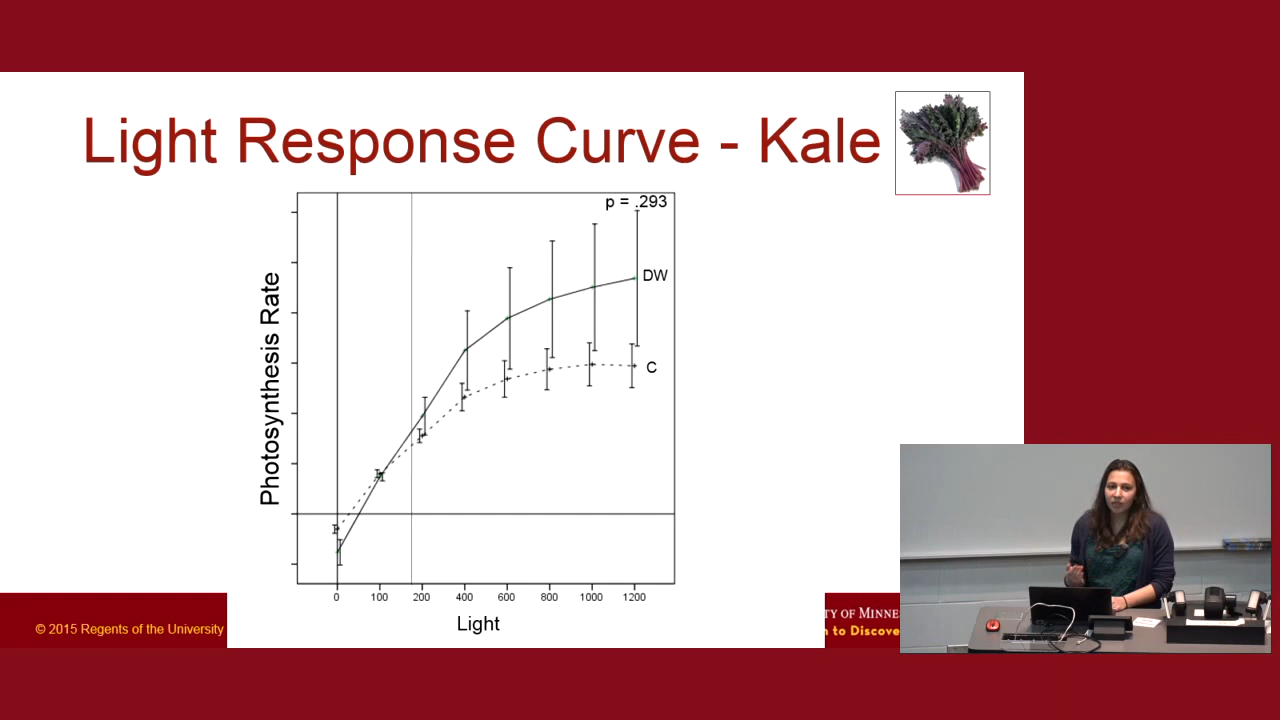 Light Response Curve - Kale
p = .293
DW
C
Photosynthesis Rate
0 100 200 400 600 800 1000 1200
Light
© 2015 Regents of the University
TY OF MINNE
n to Discove